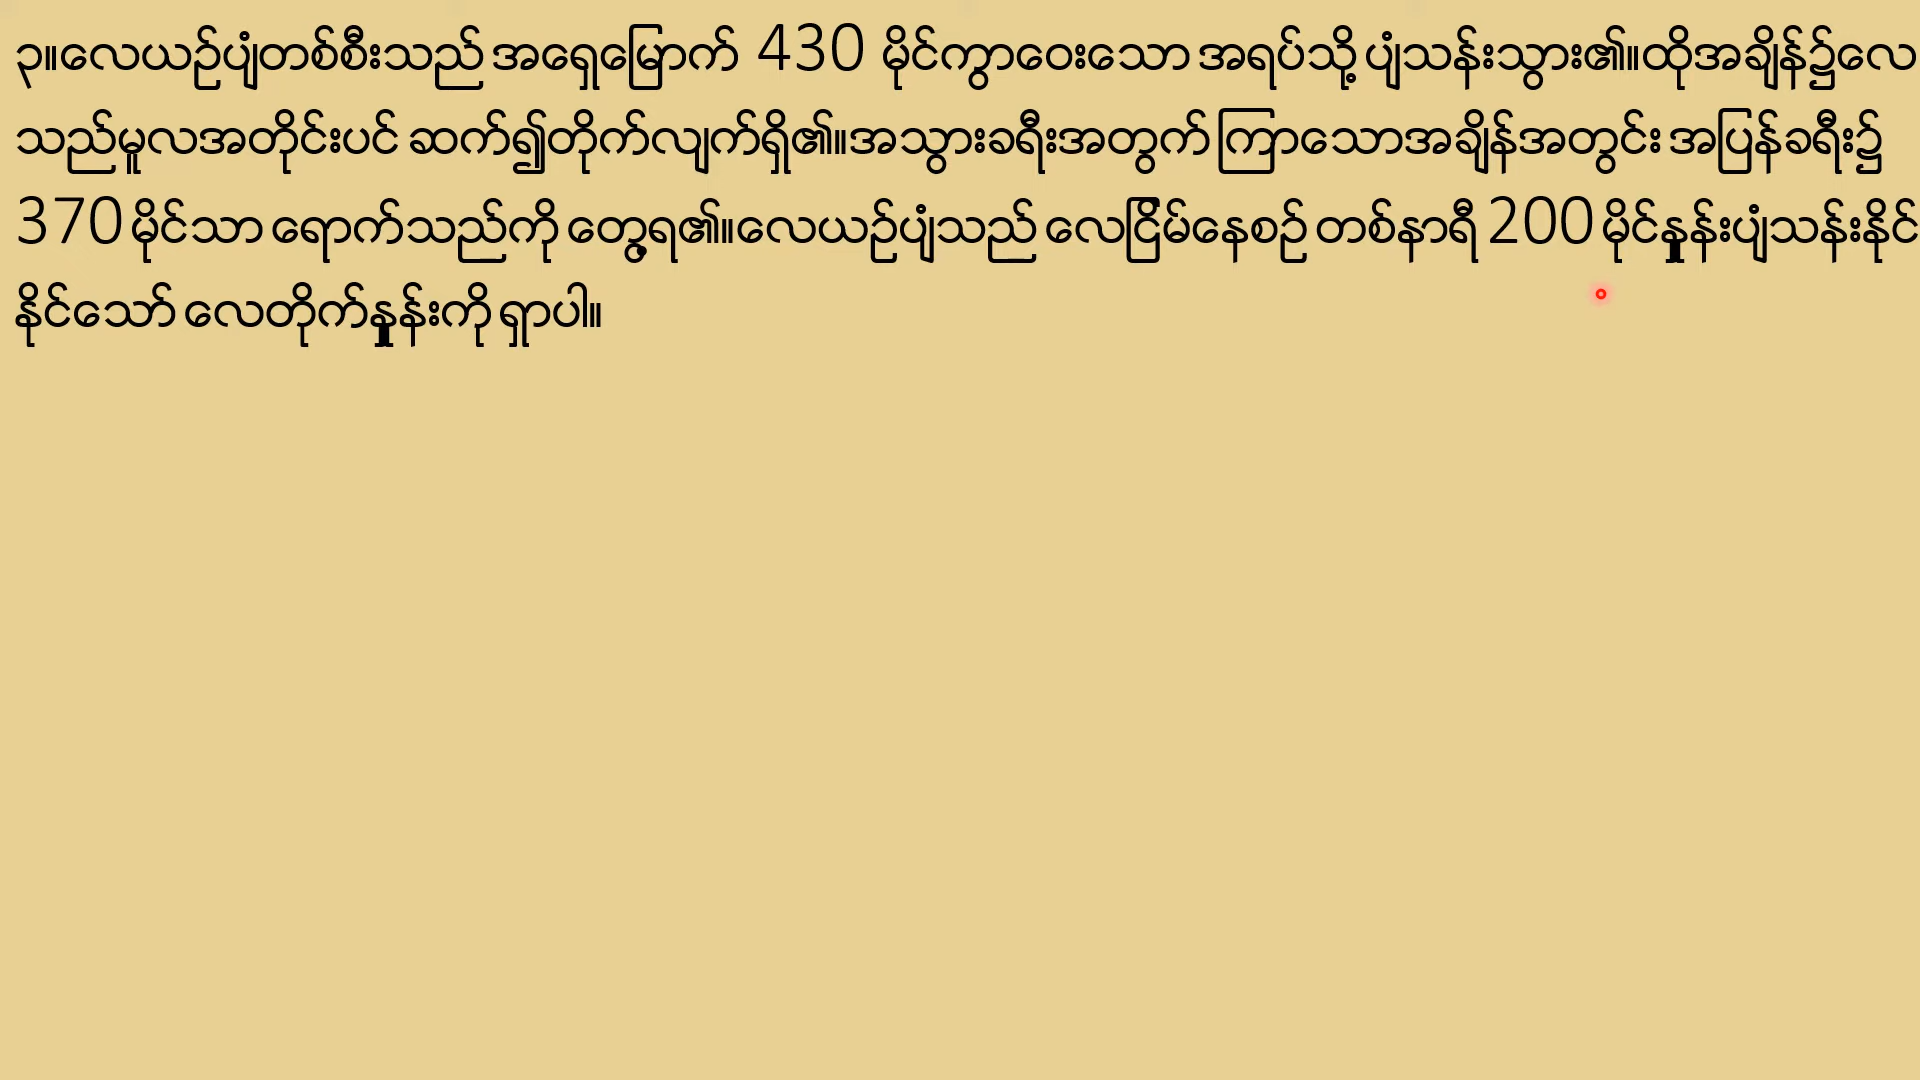 ၃။လေယဉ်ပျံတစ်စီးသည် အရှေမြောက် 430 မိုင်ကွာဝေးသော အရပ်သို့ ပျံသန်းသွား၏။ထိုအချိန်၌လေ
သည်မူလအတိုင်းပင် ဆက်၍တိုက်လျက်ရှိ၏။အသွားခရီးအတွက် ကြာသောအချိန်အတွင်း အပြန်ခရီး၌
370 မိုင်သာ ရောက်သည်ကို တွေ့ရ၏။လေယဉ်ပျံသည် လေငြိမ်နေစဉ် တစ်နာရီ 200 မိုင်နှုန်းပျံသန်းနိုင်
နိုင်သော် လေတိုက်နှုန်းကို ရှာပါ။